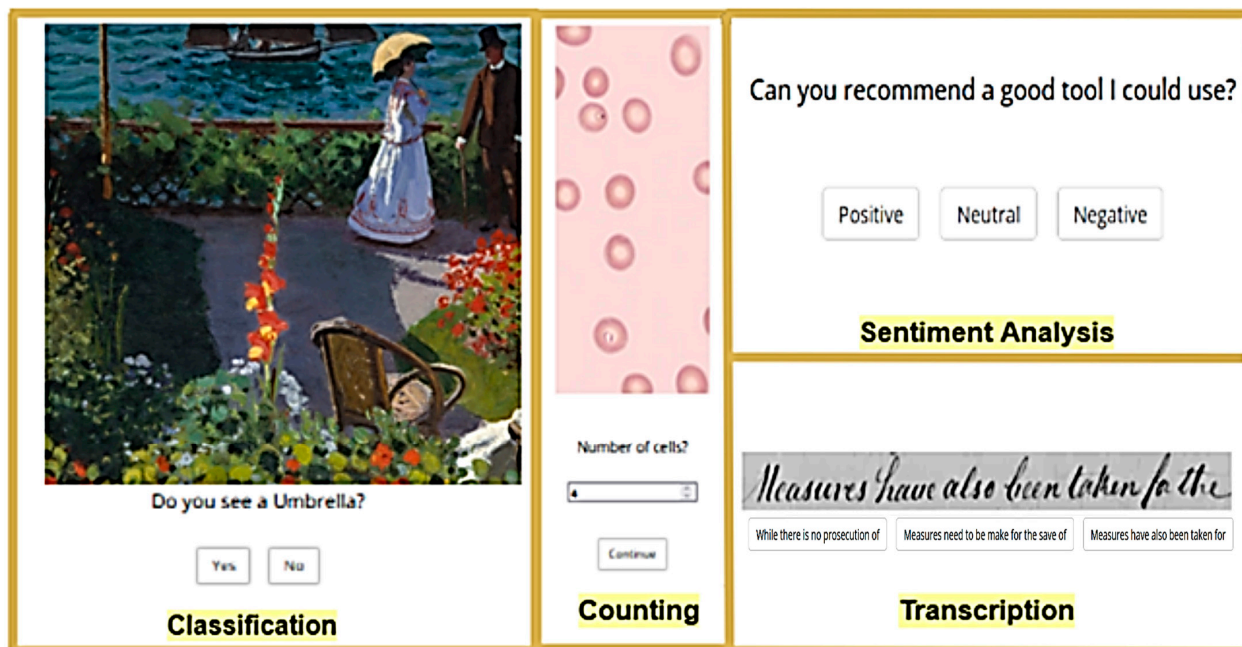 Do you see a Umbrella?
Yes
No
Classification
Number of cells?
4
Continue
Counting
Can you recommend a good tool I could use?
Positive
Neutral
Negative
Sentiment Analysis
Measures have also been taken fo the
While there is no prosecution of
Measures need to be make for the save of
Measures have also been taken for
Transcription